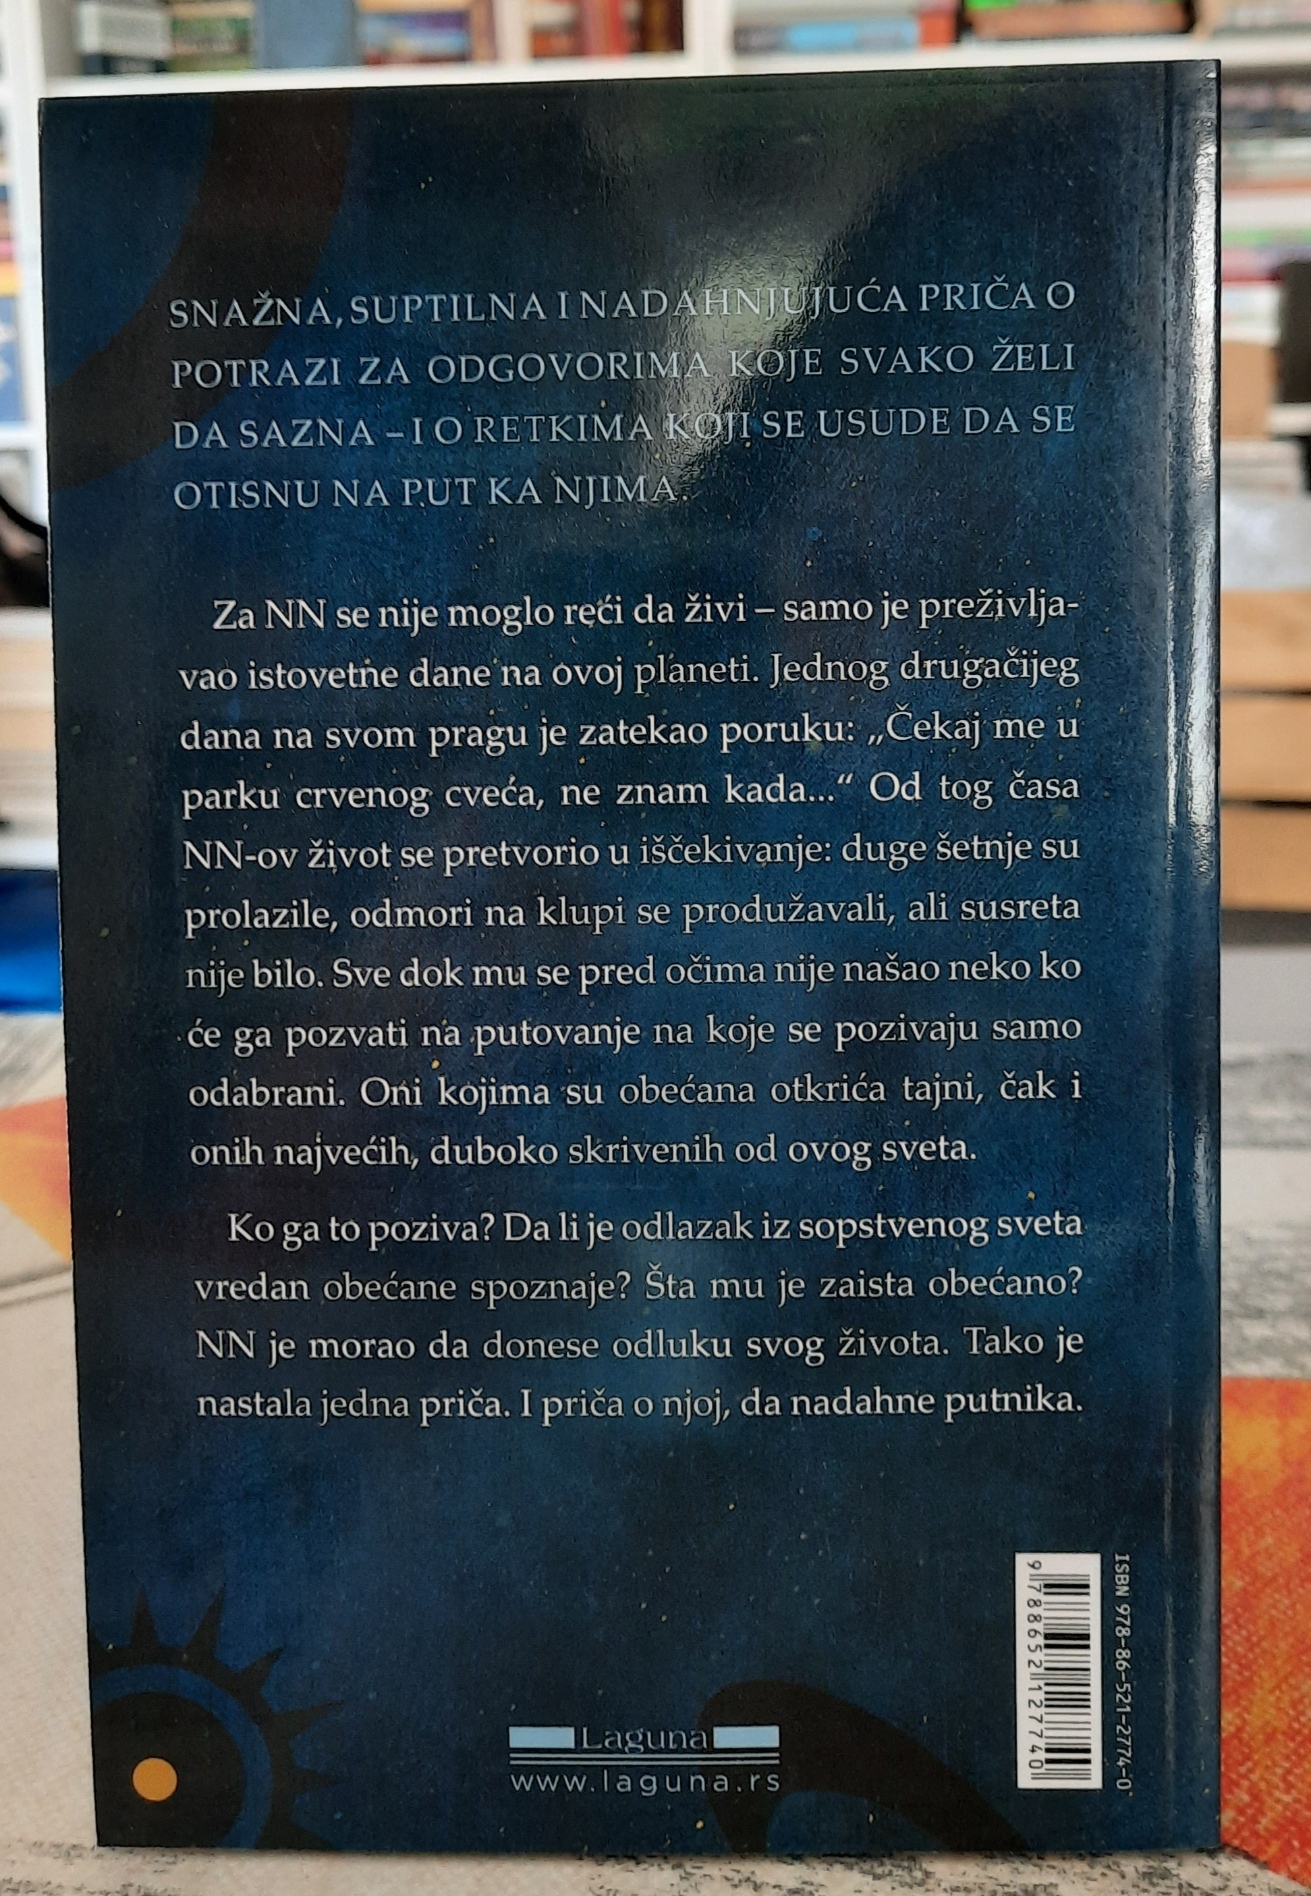 SNAŽNA, SUPTILNA I NADAHNJUJUĆA PRIČA O
POTRAZI ZA ODGOVORIMA KOJE SVAKO ŽELI
DA SAZNA – I O RETKIMA KOJI SE USUDE DA SE
OTISNU NA PUT KA NJIMA.
Za NN se nije moglo reći da živi – samo je preživlja-
vao istovetne dane na ovoj planeti. Jednog drugačijeg
dana na svom pragu je zatekao poruku: „Čekaj me u
parku crvenog cveća, ne znam kada...“ Od tog časa
NN-ov život se pretvorio u iščekivanje: duge šetnje su
prolazile, odmori na klupi se produžavali, ali susreta
nije bilo. Sve dok mu se pred očima nije našao neko ko
će ga pozvati na putovanje na koje se pozivaju samo
odabrani. Oni kojima su obećana otkrića tajni, čak i
onih najvećih, duboko skrivenih od ovog sveta.
Ko ga to poziva? Da li je odlazak iz sopstvenog sveta
vredan obećane spoznaje? Šta mu je zaista obećano?
NN je morao da donese odluku svog života. Tako je
nastala jedna priča. I priča o njoj, da nadahne putnika.
ISBN 978-86-521-2774-0
9 788652 127740
Laguna
www.laguna.rs